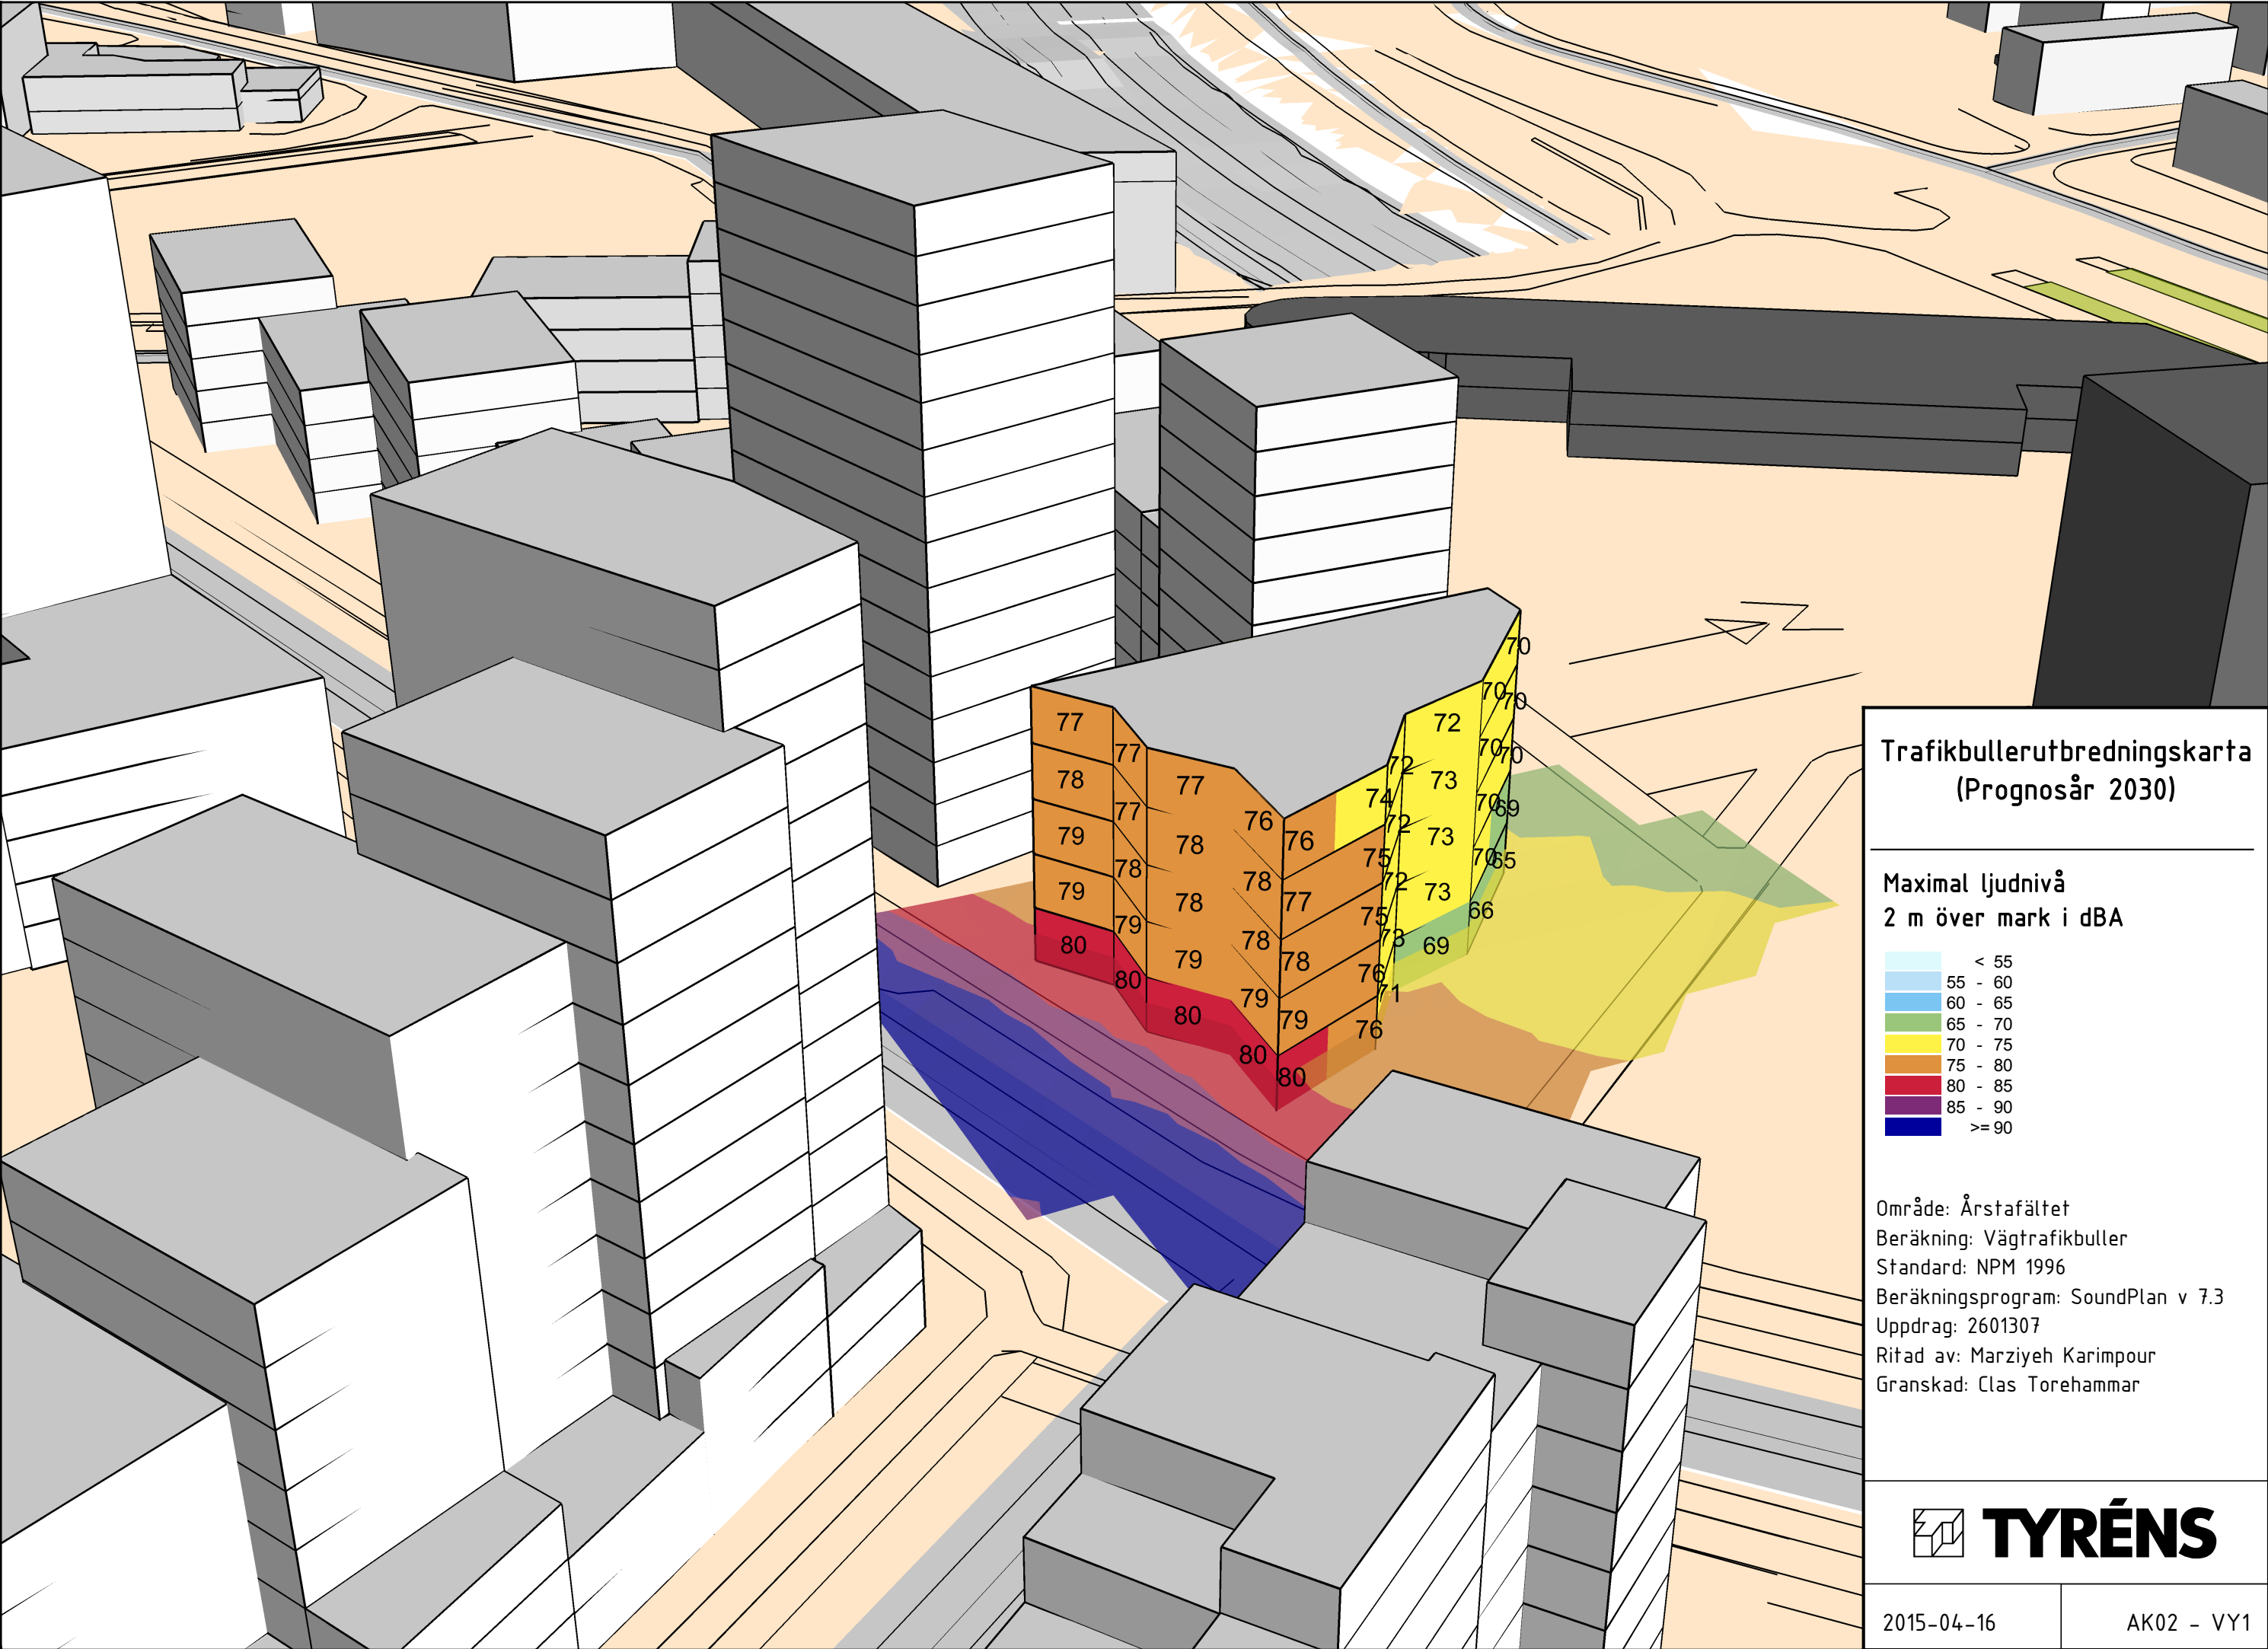 77
77
77
76
76
74
72
72
70
70
70
78
77
78
78
77
75
72
73
70
70
79
78
78
78
78
75
72
73
70
69
79
79
79
79
79
76
73
73
70
65
80
80
80
80
80
76
71
69
66
Trafikbullerutbredningskarta
(Prognosår 2030)
Maximal ljudnivå
2 m över mark i dBA
< 55
55 - 60
60 - 65
65 - 70
70 - 75
75 - 80
80 - 85
85 - 90
>= 90
Område: Årstafältet
Beräkning: Vägtrafikbuller
Standard: NPM 1996
Beräkningsprogram: SoundPlan v 7.3
Uppdrag: 2601307
Ritad av: Marziyeh Karimpour
Granskad: Clas Torehammar
TYRÉNS
2015-04-16
AK02 - VY1